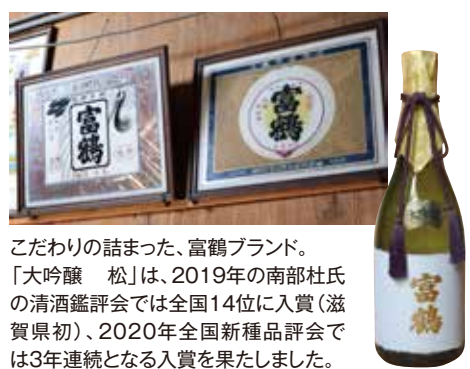 富鶴
富鶴
富鶴
こだわりの詰まった、富鶴ブランド。
「大吟醸　松」は、2019年の南部杜氏
の清酒鑑評会では全国14位に入賞（滋
賀県初）、2020年全国新種品評会で
は3年連続となる入賞を果たしました。